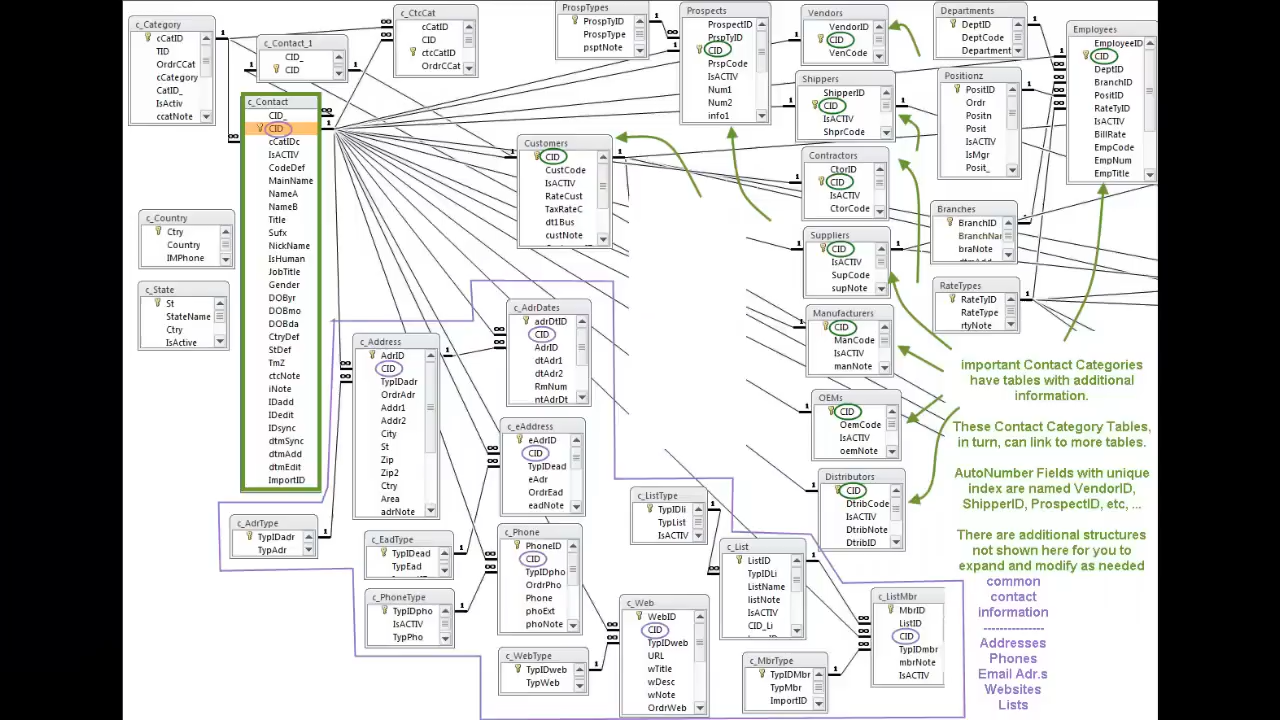 c_Category
cCatID
TID
OrdrCCat
cCategory
CatID_
IsActiv
ccatNote
c_Contact_1
CID_
CID
c_CtcCat
cCatID
CID
ctcCatID
OrdrCCat
PropTypes
PrspTyID
PrspType
psptNote
Prospects
ProspectID
PrspTyID
CID
PrspCode
IsACTIV
Num1
Num2
info1
Vendors
VendorID
CID
VenCode
Departments
DeptID
DeptCode
Department
Employees
EmployeeID
CID
DeptID
BranchID
PositID
RateTyID
IsACTIV
BillRate
EmpCode
EmpNum
EmpTitle
Shippers
ShipperID
CID
IsACTIV
ShprCode
Positionz
PositID
Ordr
Positn
Posit
IsACTIV
IsMgr
Posit_
c_Contact
CID_
CID
cCatIDc
IsACTIV
CodeDef
MainName
NameA
NameB
Title
Sufx
NickName
IsHuman
JobTitle
Gender
DOByr
DOBmo
DOBda
CtryDef
StDef
TmZ
ctcNote
iNote
IDadd
IDedit
IDsync
dtmSync
dtmAdd
dtmEdit
ImportID
Customers
CID
CustCode
IsACTIV
RateCust
TaxRateC
dt1Bus
custNote
Contractors
CtorID
CID
IsACTIV
CtorCode
Branches
BranchID
BranchNam
braNote
Suppliers
CID
IsACTIV
SupCode
supNote
RateTypes
RateTyID
RateType
rtyNote
c_Country
Ctry
Country
IMPhone
c_State
St
StateName
Ctry
IsActive
Manufacturers
CID
ManCode
IsACTIV
manNote
OEMs
CID
OemCode
IsACTIV
oemNote
Distributors
CID
DtribCode
IsACTIV
DtribNote
DtribID
c_AdrDates
adrDtID
CID
AdrID
dtAdr1
dtAdr2
RmNum
ntAdrDt
c_Address
AdrID
CID
TypIDadr
OrdrAdr
Addr1
Addr2
City
St
Zip
Zip2
Ctry
Area
adrNote
c_eAddress
eAdrID
CID
TypIDead
eAdr
OrdrEad
eadNote
c_AdrType
TypIDadr
TypAdr
c_EadType
TypIDead
TypEad
c_Phone
PhoneID
CID
TypIDpho
OrdrPho
Phone
phoExt
phoNote
c_PhoneType
TypIDpho
IsACTIV
TypPho
c_ListType
TypIDli
TypList
IsACTIV
c_List
ListID
TypIDLi
ListName
listNote
IsACTIV
CID_Li
c_Web
WebID
CID
TypIDweb
URL
wTitle
wDesc
wNote
OrdrWeb
c_WebType
TypIDweb
TypWeb
c_MbrType
TypIDMbr
TypMbr
ImportID
c_ListMbr
MbrID
ListID
CID
TypIDmbr
mbrNote
IsACTIV
important Contact Categories
have tables with additional
information.
These Contact Category Tables,
in turn, can link to more tables.
AutoNumber Fields with unique
index are named VendorID,
ShipperID, ProspectID, etc, ...
There are additional structures
not shown here for you to
expand and modify as needed
common
contact
information
---------------
Addresses
Phones
Email Adr.s
Websites
Lists